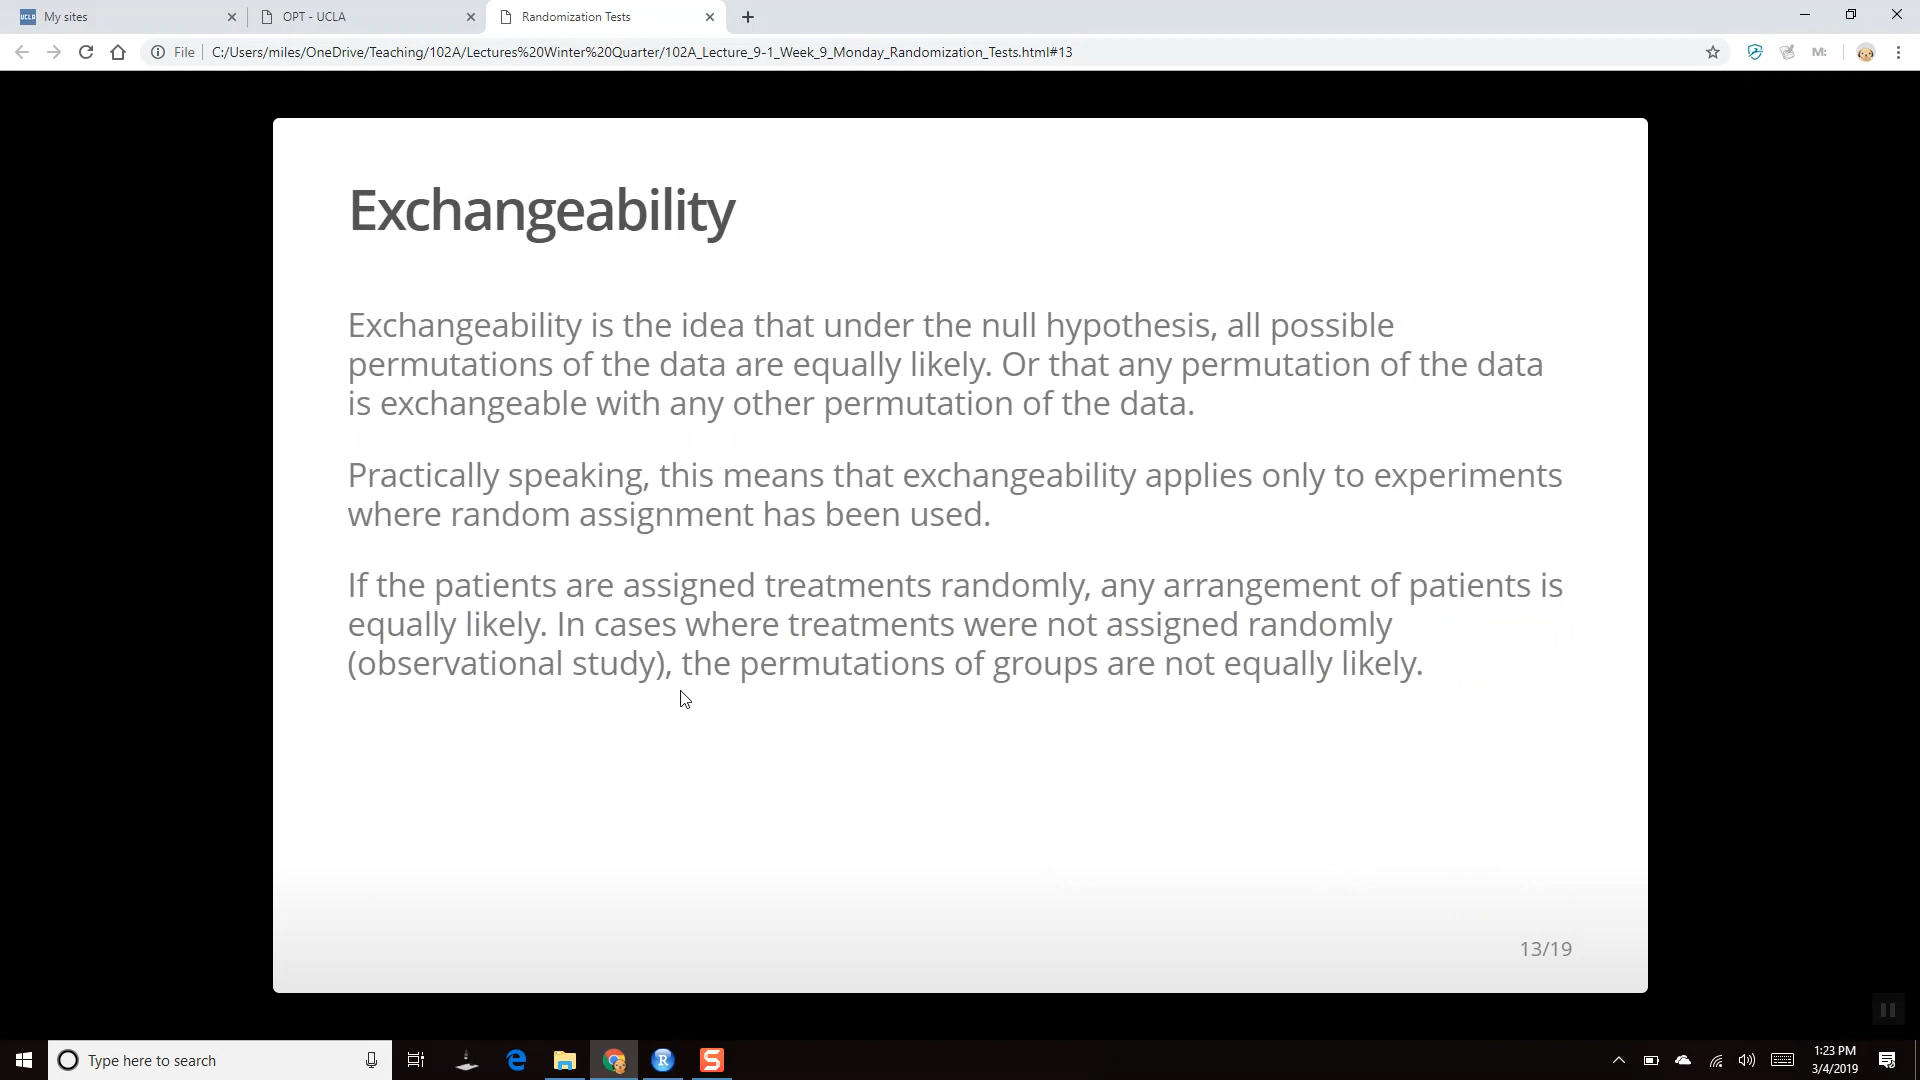 UCLA My sites
OPT - UCLA
Randomization Tests
File C:/Users/miles/OneDrive/Teaching/102A/Lectures%20Winter%20Quarter/102A_Lecture_9-1_Week_9_Monday_Randomization_Tests.html#13
M:
Exchangeability
Exchangeability is the idea that under the null hypothesis, all possible
permutations of the data are equally likely. Or that any permutation of the data
is exchangeable with any other permutation of the data.
Practically speaking, this means that exchangeability applies only to experiments
where random assignment has been used.
If the patients are assigned treatments randomly, any arrangement of patients is
equally likely. In cases where treatments were not assigned randomly
(observational study), the permutations of groups are not equally likely.
13/19
Type here to search
R
S
1:23 PM
3/4/2019